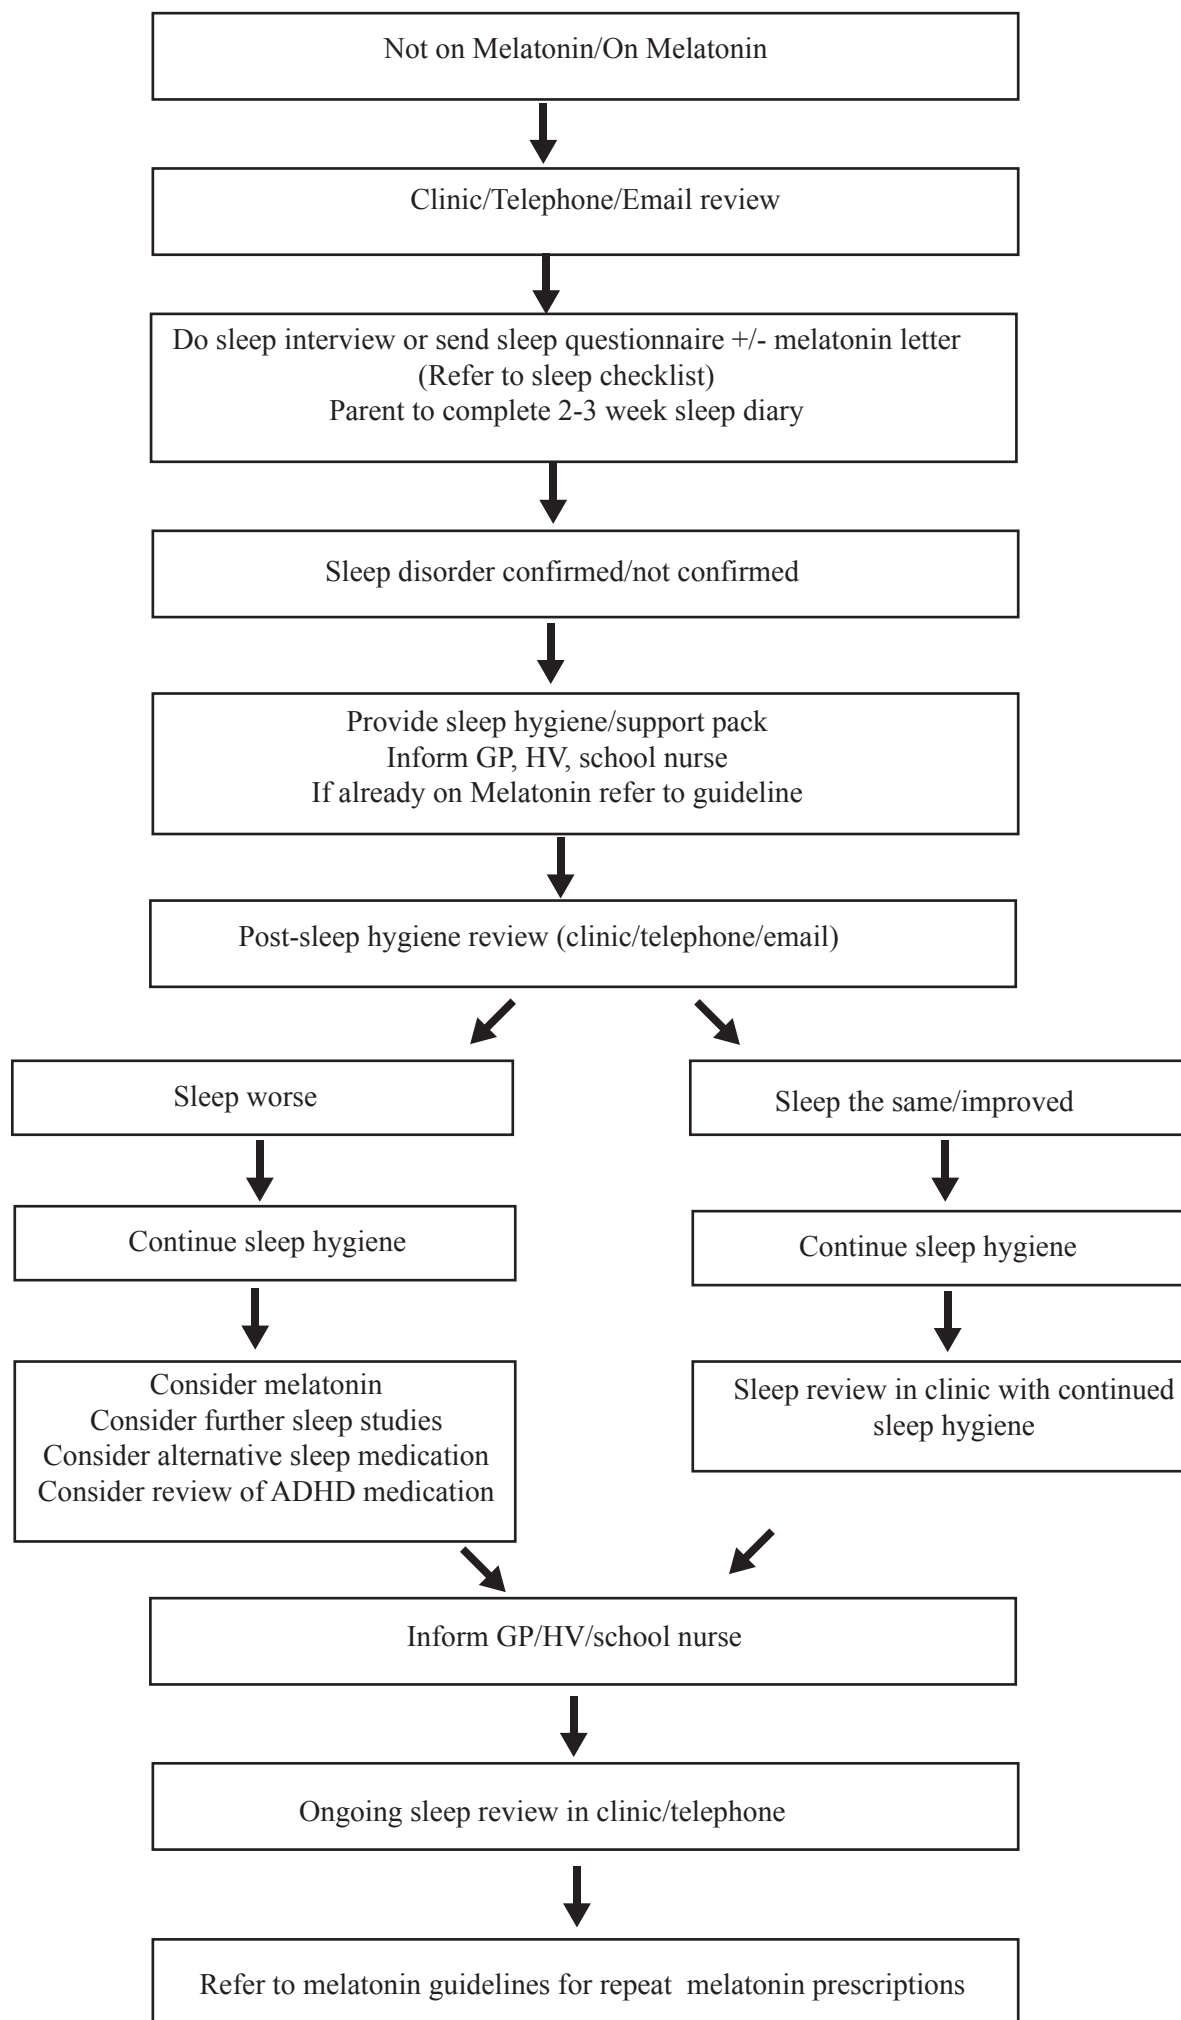 Not on Melatonin/On Melatonin
Clinic/Telephone/Email review
Do sleep interview or send sleep questionnaire +/- melatonin letter
(Refer to sleep checklist)
Parent to complete 2-3 week sleep diary
Sleep disorder confirmed/not confirmed
Provide sleep hygiene/support pack
Inform GP, HV, school nurse
If already on Melatonin refer to guideline
Post-sleep hygiene review (clinic/telephone/email)
Sleep worse
Sleep the same/improved
Continue sleep hygiene
Continue sleep hygiene
Consider melatonin
Consider further sleep studies
Consider alternative sleep medication
Consider review of ADHD medication
Sleep review in clinic with continued
sleep hygiene
Inform GP/HV/school nurse
Ongoing sleep review in clinic/telephone
Refer to melatonin guidelines for repeat  melatonin prescriptions